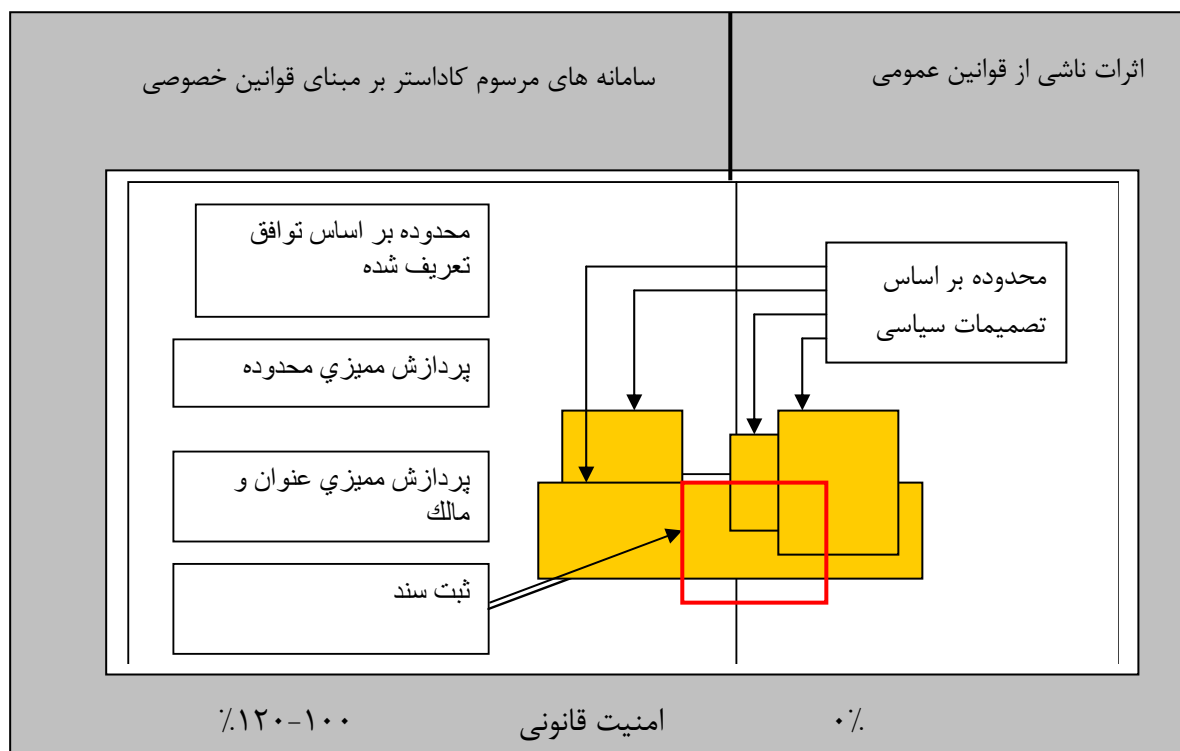 اثرات ناشی از قوانین عمومی
سامانه های مرسوم کاداستر بر مبنای قوانین خصوصی
محدوده بر اساس توافق
تعریف شده
محدوده بر اساس
تصمیمات سیاسی
پردازش مميزي محدوده
پردازش مميزي عنوان و
مالك
ثبت سند
۰٪ امنیت قانونی ۱۰۰-۱۲۰٪